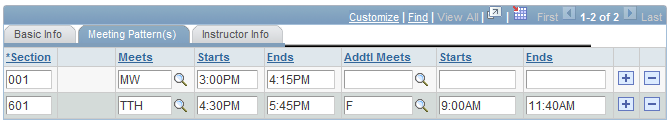 Customize | Find | View All | First 1-2 of 2 Last
Basic Info Meeting Pattern(s) Instructor Info
*Section Meets Starts Ends Addtl Meets Starts Ends
001 MW 3:00PM 4:15PM
601 TTH 4:30PM 5:45PM F 9:00AM 11:40AM